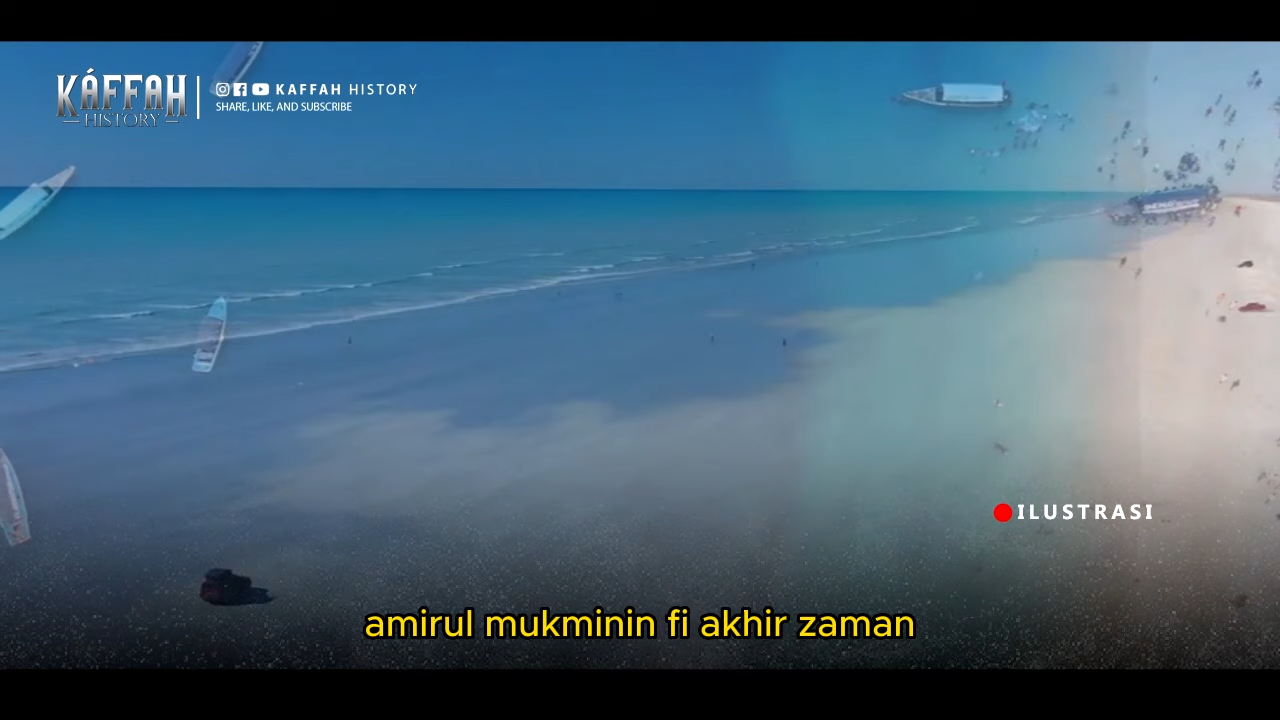 KÁFFAH
HISTORY
KAFFAH HISTORY
SHARE, LIKE, AND SUBSCRIBE
ILUSTRASI
amirul mukminin fi akhir zaman